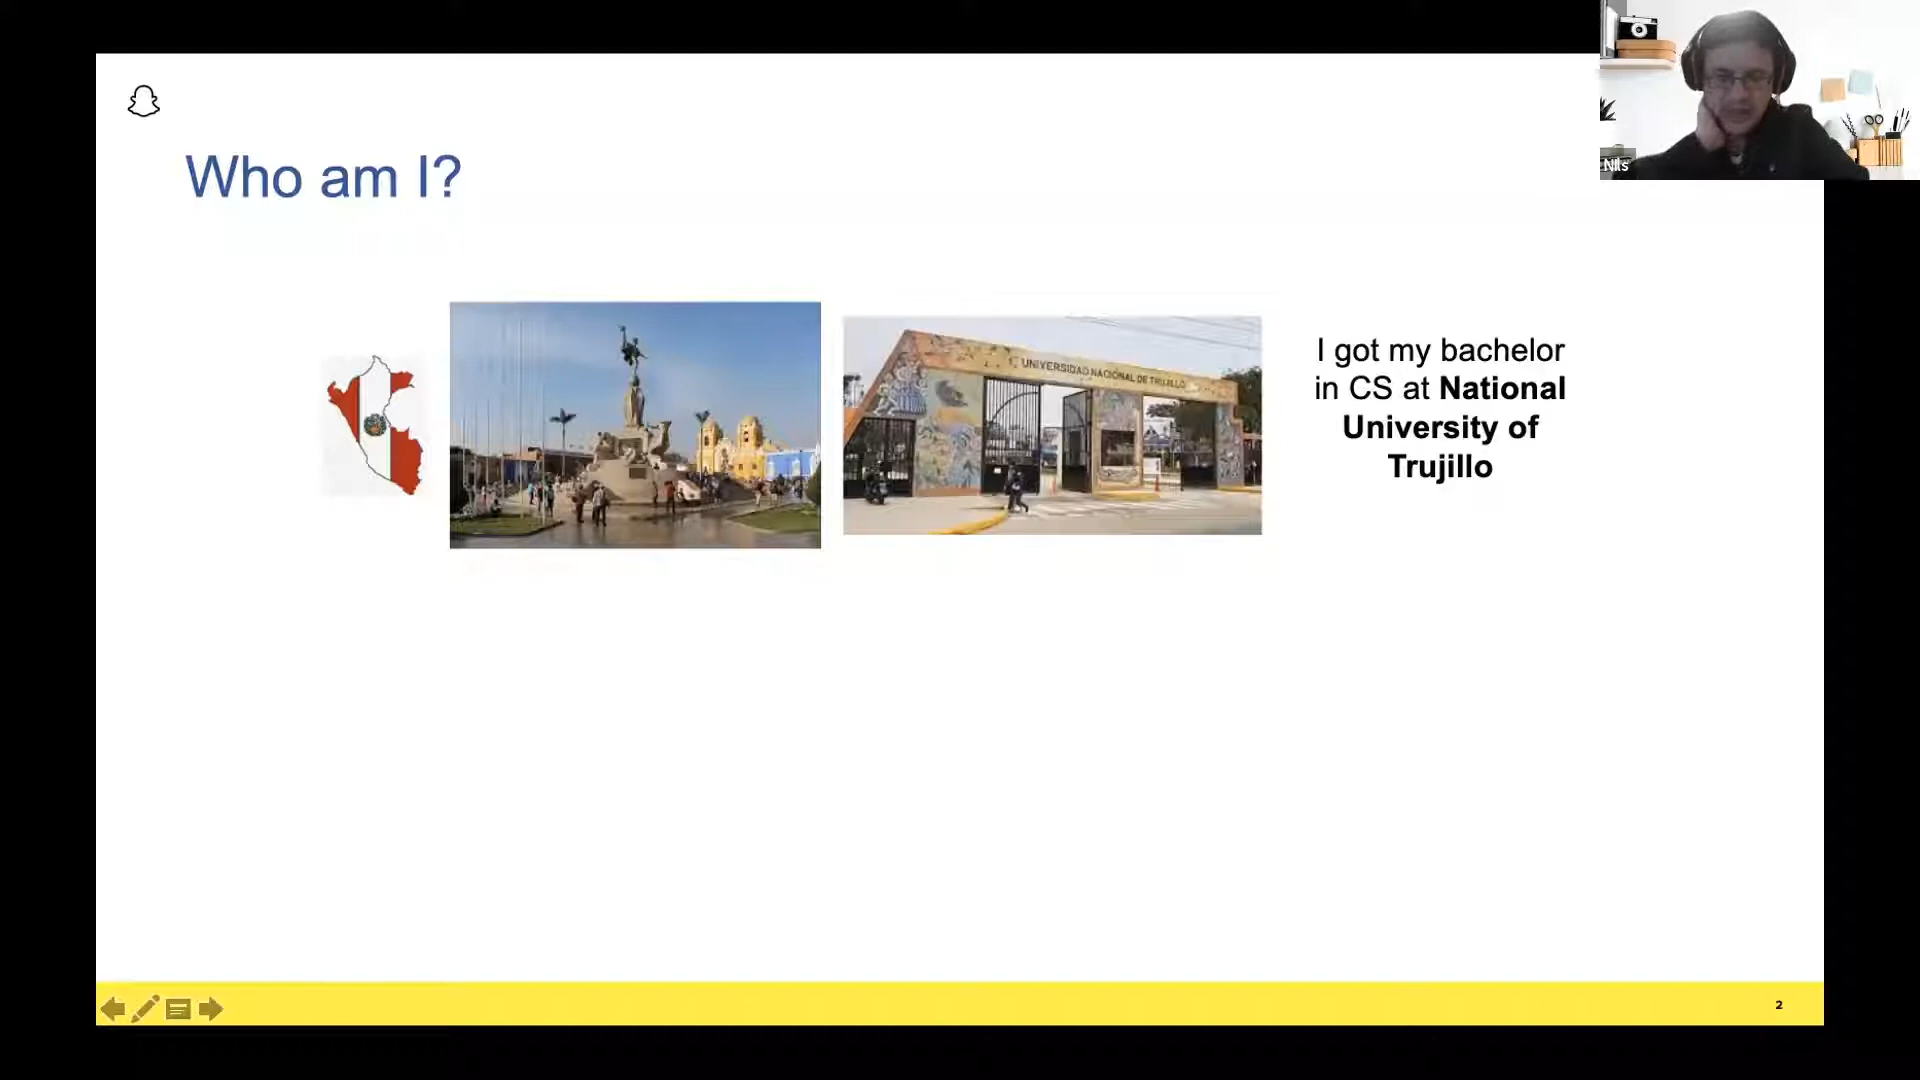 Who am I?
UNIVERSIDAD NACIONAL DE TRUJILLO
I got my bachelor
in CS at National
University of
Trujillo
Nils
2